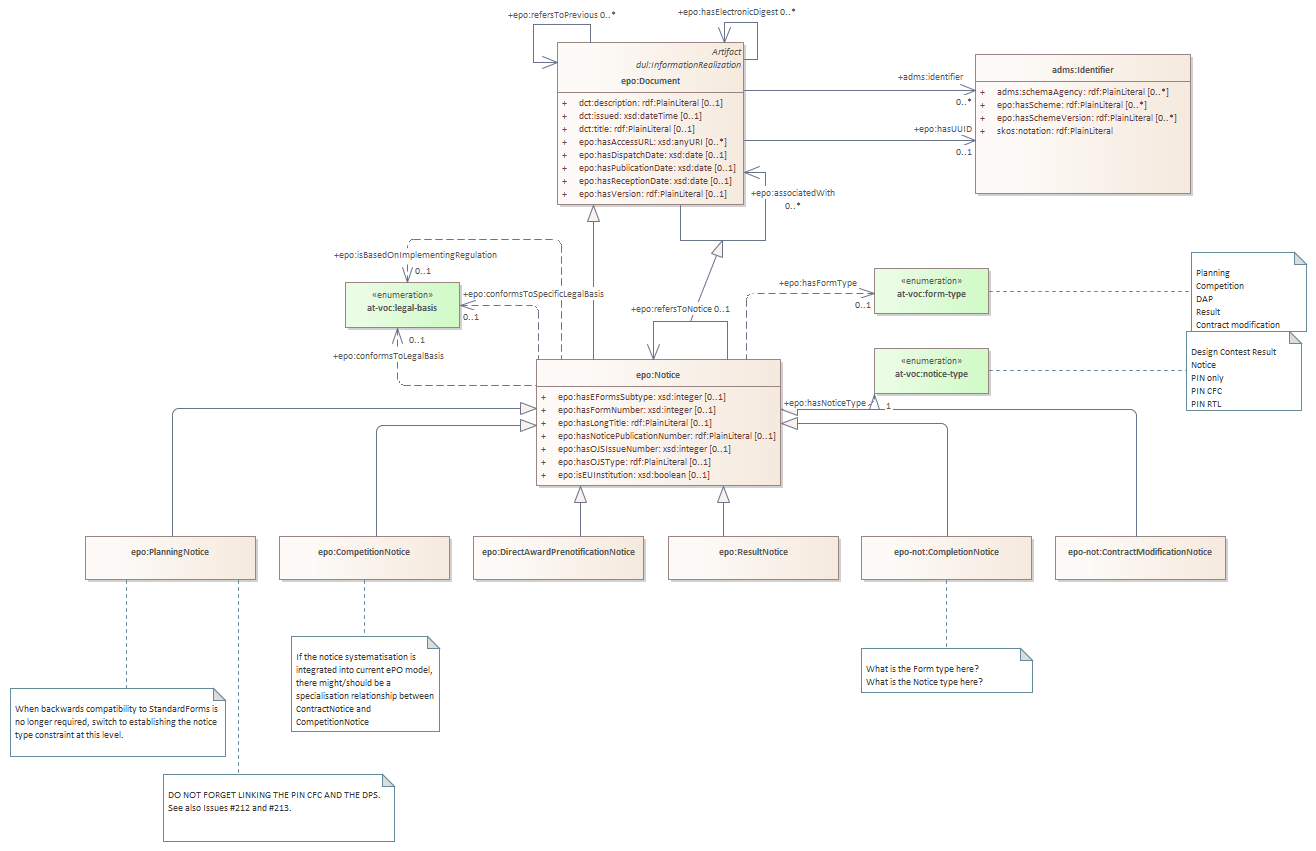 +epo:refersToPrevious 0..*
+epo:hasElectronicDigest 0..*
Artifact
dul:InformationRealization
epo:Document
+ dct:description: rdf:PlainLiteral [0..1]
+ dct:issued: xsd:dateTime [0..1]
+ dct:title: rdf:PlainLiteral [0..1]
+ epo:hasAccessURL: xsd:anyURI [0..*]
+ epo:hasDispatchDate: xsd:date [0..1]
+ epo:hasPublicationDate: xsd:date [0..1]
+ epo:hasReceptionDate: xsd:date [0..1]
+ epo:hasVersion: rdf:PlainLiteral [0..1]
+adms:identifier
0..*
+epo:hasUUID
0..1
adms:Identifier
+ adms:schemaAgency: rdf:PlainLiteral [0..*]
+ epo:hasScheme: rdf:PlainLiteral [0..*]
+ epo:hasSchemeVersion: rdf:PlainLiteral [0..*]
+ skos:notation: rdf:PlainLiteral
+epo:associatedWith
0..*
+epo:isBasedOnImplementingRegulation
0..1
«enumeration»
at-voc:legal-basis
+epo:conformsToSpecificLegalBasis
0..1
0..1
+epo:conformsToLegalBasis
+epo:refersToNotice 0..1
+epo:hasFormType
0..1
«enumeration»
at-voc:form-type
Planning
Competition
DAP
Result
Contract modification
«enumeration»
at-voc:notice-type
Design Contest Result
Notice
PIN only
PIN CFC
PIN RTL
+epo:hasNoticeType
1
epo:Notice
+ epo:hasEFormsSubtype: xsd:integer [0..1]
+ epo:hasFormNumber: xsd:integer [0..1]
+ epo:hasLongTitle: rdf:PlainLiteral [0..1]
+ epo:hasNoticePublicationNumber: rdf:PlainLiteral [0..1]
+ epo:hasOJSIssueNumber: xsd:integer [0..1]
+ epo:hasOJSType: rdf:PlainLiteral [0..1]
+ epo:isEUInstitution: xsd:boolean [0..1]
epo:PlanningNotice
epo:CompetitionNotice
epo:DirectAwardPrenotificationNotice
epo:ResultNotice
epo-not:CompletionNotice
epo-not:ContractModificationNotice
If the notice systematisation is
integrated into current ePO model,
there might/should be a
specialisation relationship between
ContractNotice and
CompetitionNotice
What is the Form type here?
What is the Notice type here?
When backwards compatibility to StandardForms is
no longer required, switch to establishing the notice
type constraint at this level.
DO NOT FORGET LINKING THE PIN CFC AND THE DPS.
See also Issues #212 and #213.